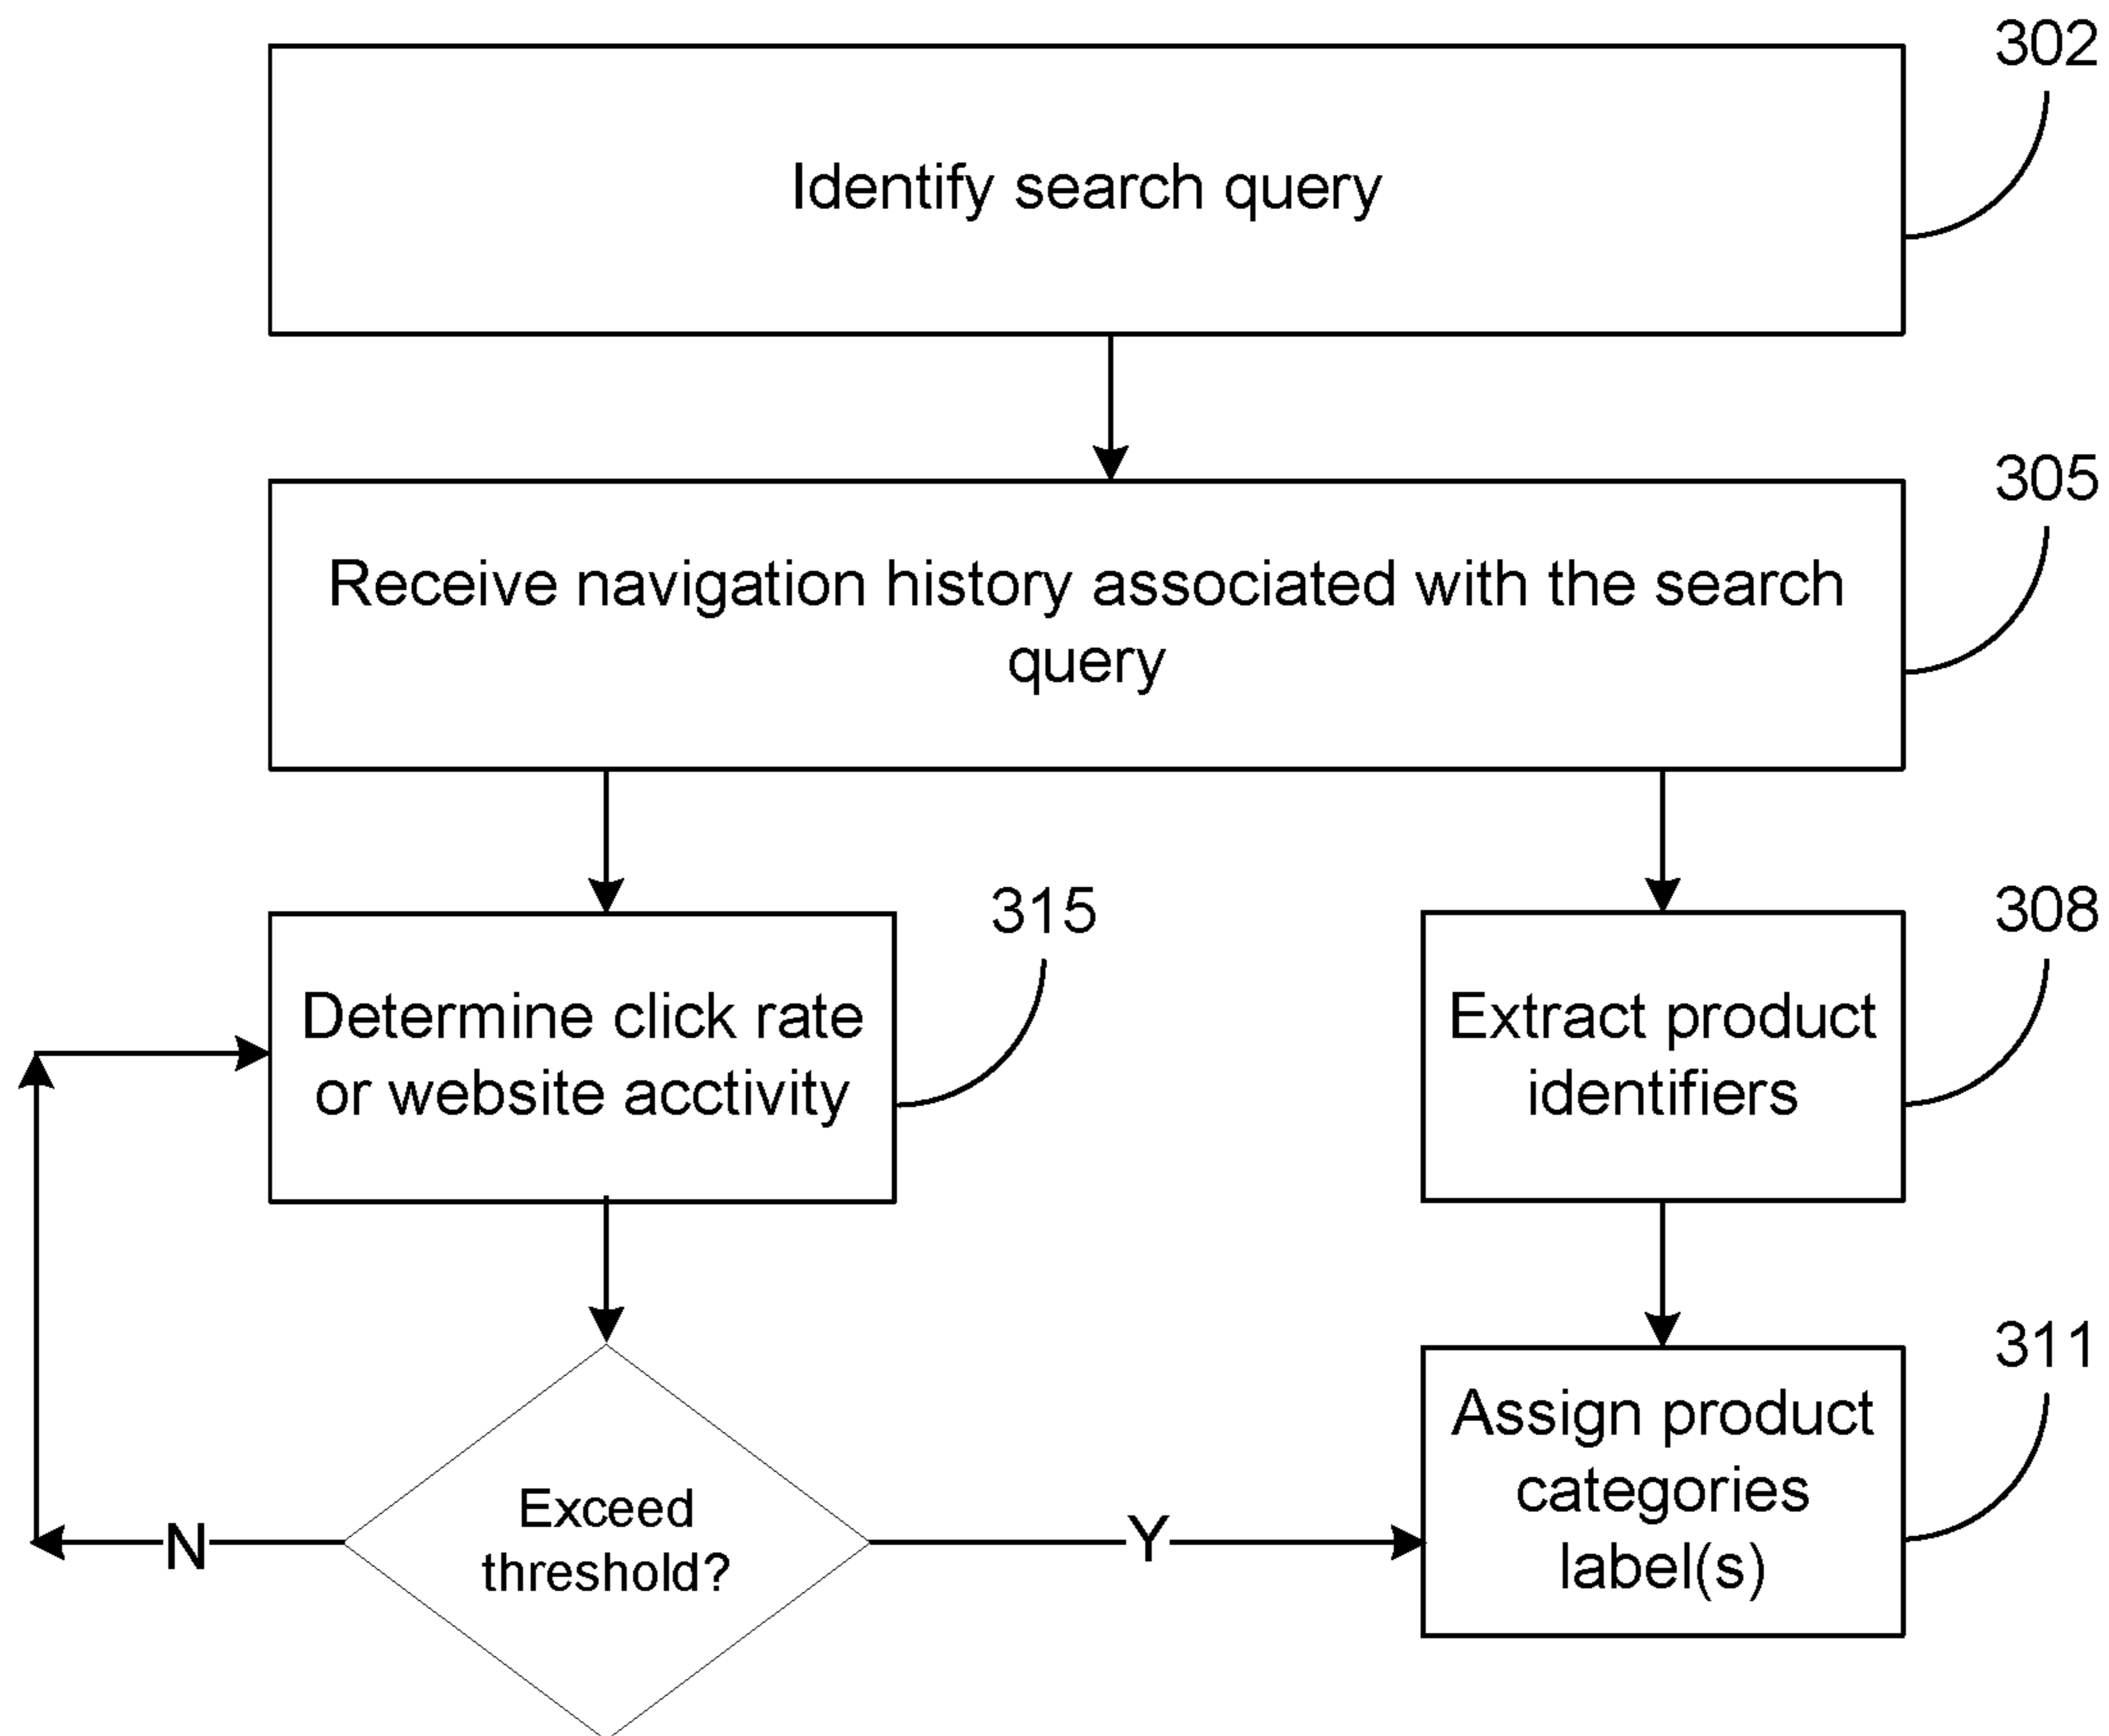 302
Identify search query
305
Receive navigation history associated with the search
query
315
308
Determine click rate
or website acctivity
Extract product
identifiers
311
Assign product
categories
label(s)
Exceed
threshold?
N
Y